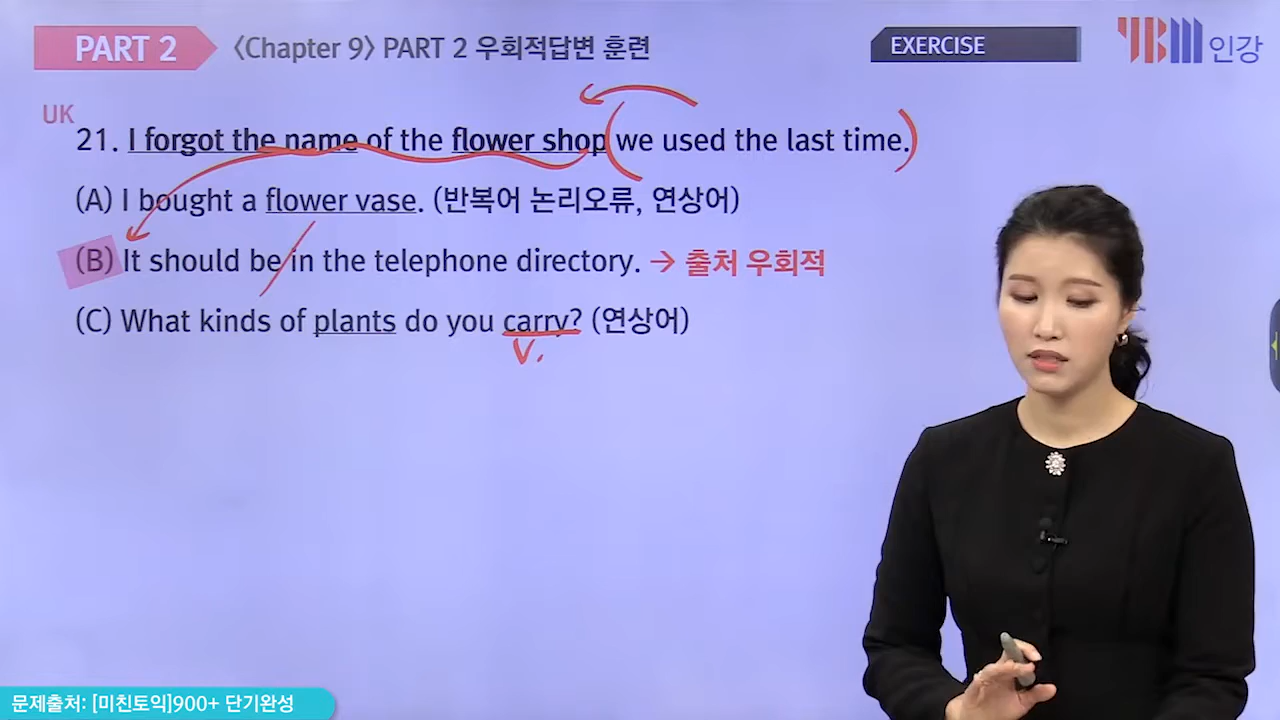 PART 2
〈Chapter 9〉 PART 2 우회적답변 훈련
EXERCISE
YBM 인강
UK
21. I forgot the name of the flower shop we used the last time.
(A) I bought a flower vase. (반복어 논리오류, 연상어)
(B) It should be in the telephone directory. → 출처 우회적
(C) What kinds of plants do you carry? (연상어)
V.
문제출처: [미친토익]900+ 단기완성